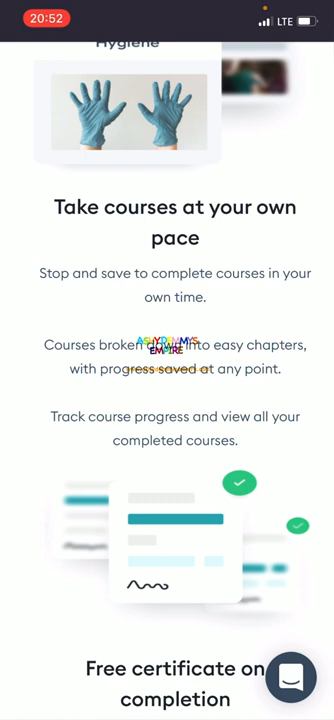 20:52
LTE
Hygiene
Take courses at your own
pace
Stop and save to complete courses in your
own time.
Courses broken down into easy chapters,
ASHYDEMMYS
EMPIRE
with progress saved at any point.
Track course progress and view all your
completed courses.
Free certificate on
completion